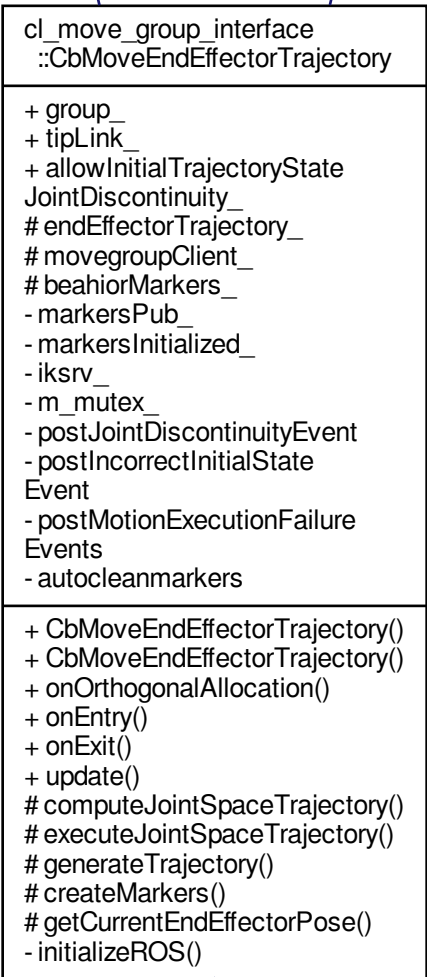 cl_move_group_interface
::CbMoveEndEffectorTrajectory
+ group_
+ tipLink_
+ allowInitialTrajectoryState
JointDiscontinuity_
# endEffectorTrajectory_
# movegroupClient_
# beahiorMarkers_
- markersPub_
- markersInitialized_
- iksrv_
- m_mutex_
- postJointDiscontinuityEvent
- postIncorrectInitialState
Event
- postMotionExecutionFailure
Events
- autocleanmarkers
+ CbMoveEndEffectorTrajectory()
+ CbMoveEndEffectorTrajectory()
+ onOrthogonalAllocation()
+ onEntry()
+ onExit()
+ update()
# computeJointSpaceTrajectory()
# executeJointSpaceTrajectory()
# generateTrajectory()
# createMarkers()
# getCurrentEndEffectorPose()
- initializeROS()